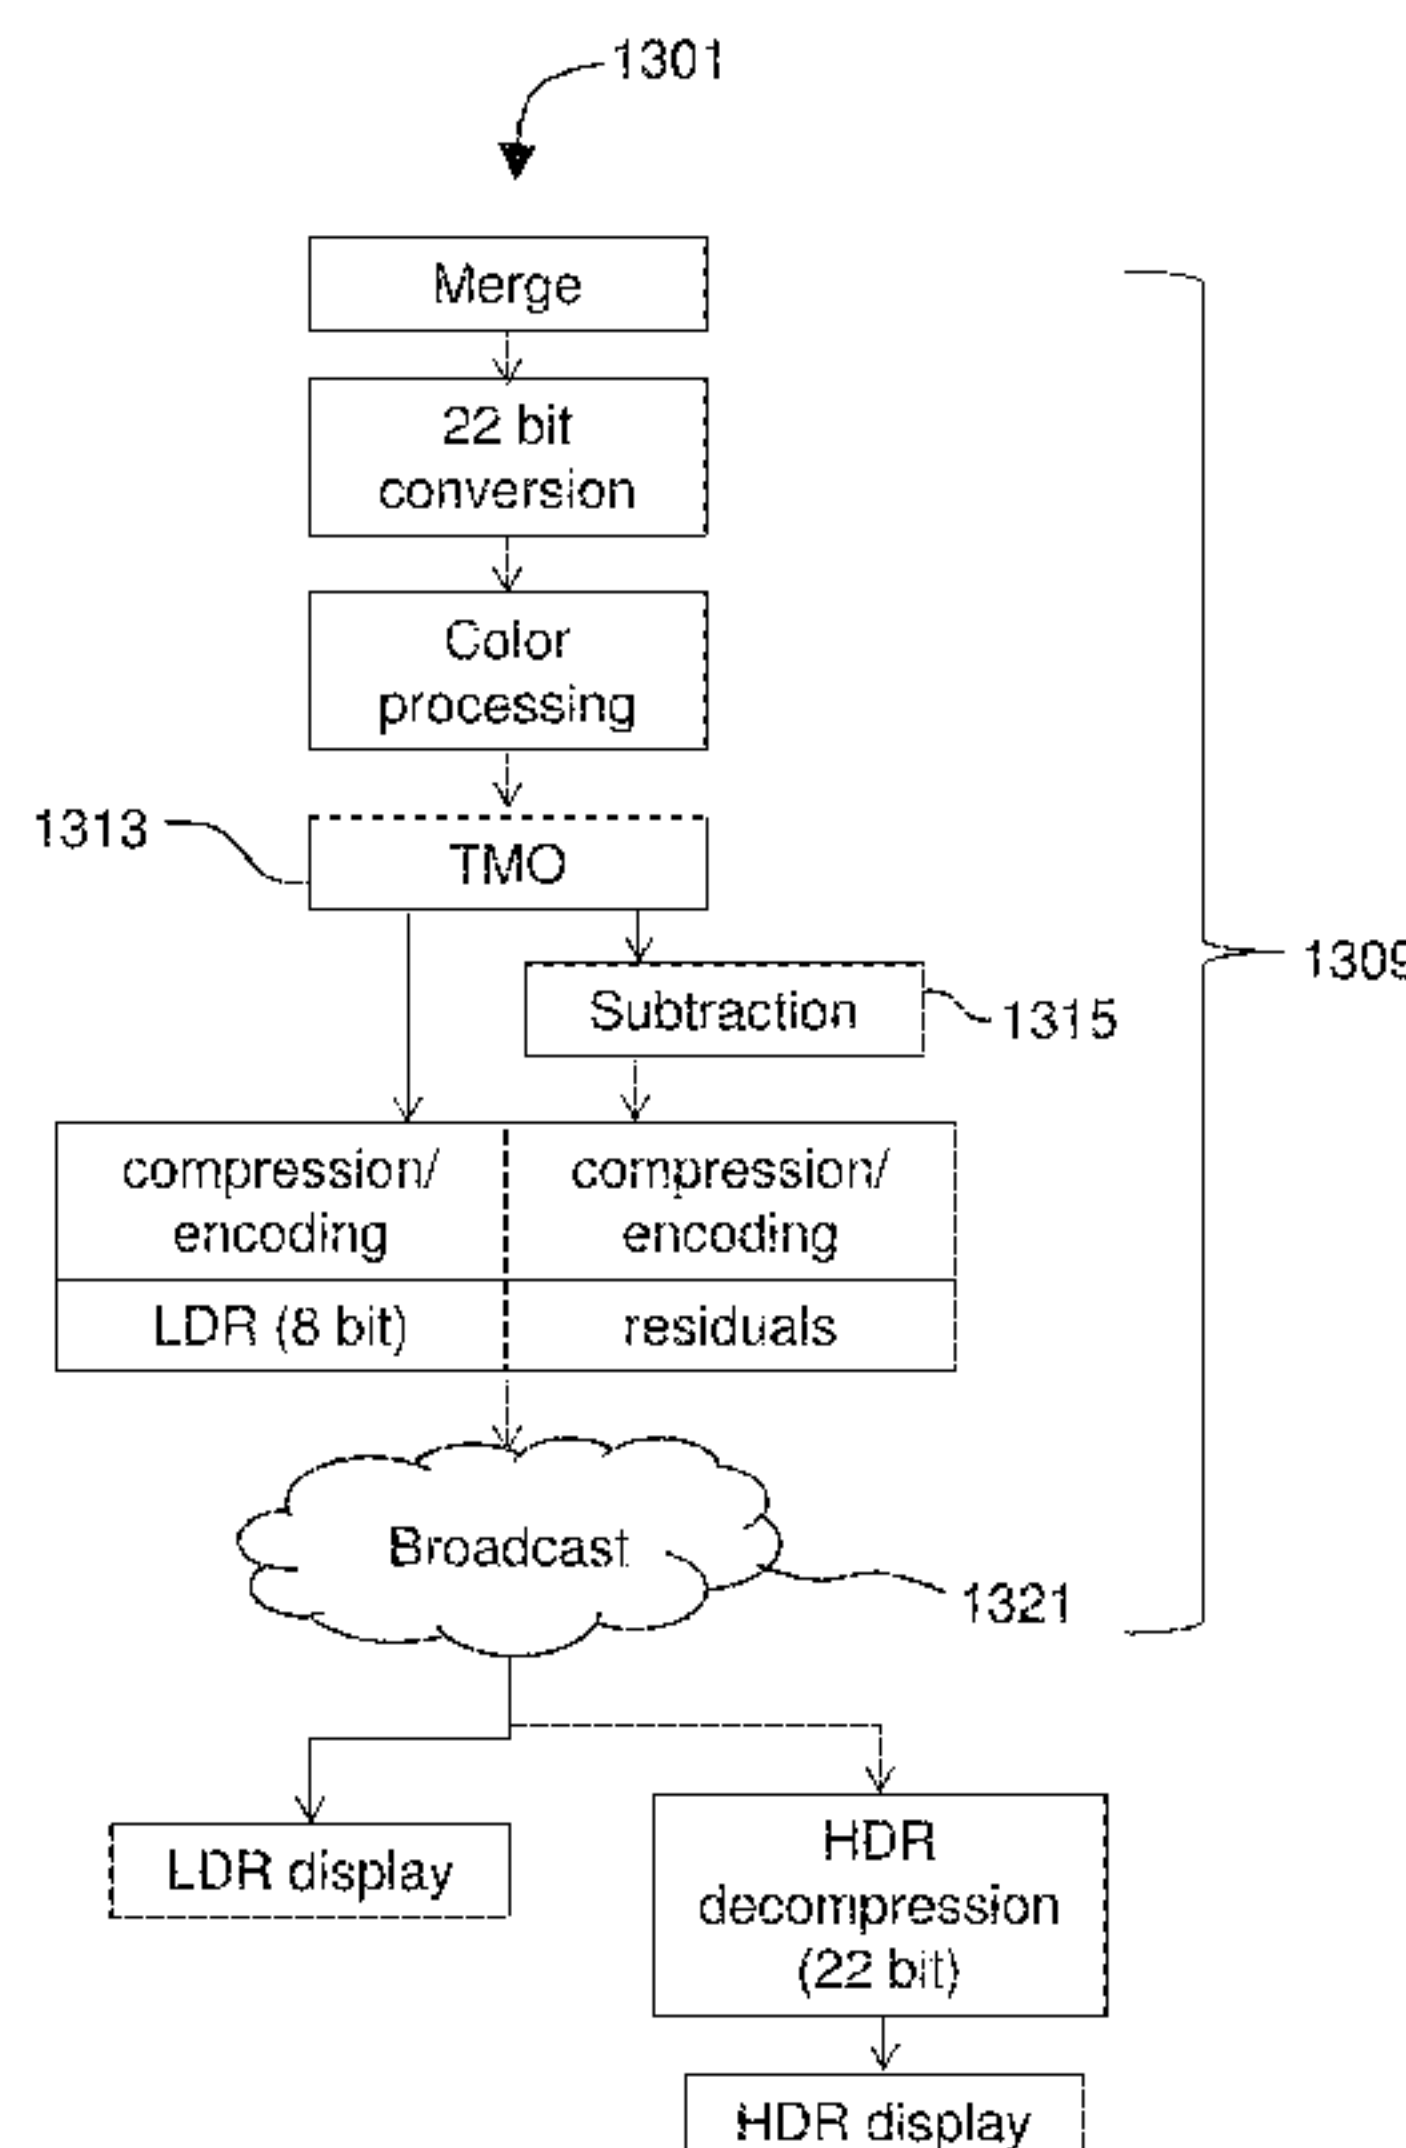 1301
Merge
22 bit
conversion
Color
processing
1313
TMO
1309
Subtraction
1315
compression/
encoding
compression/
encoding
LDR (8 bit)
residuals
Broadcast
1321
LDR display
HDR
decompression
(22 bit)
HDR display